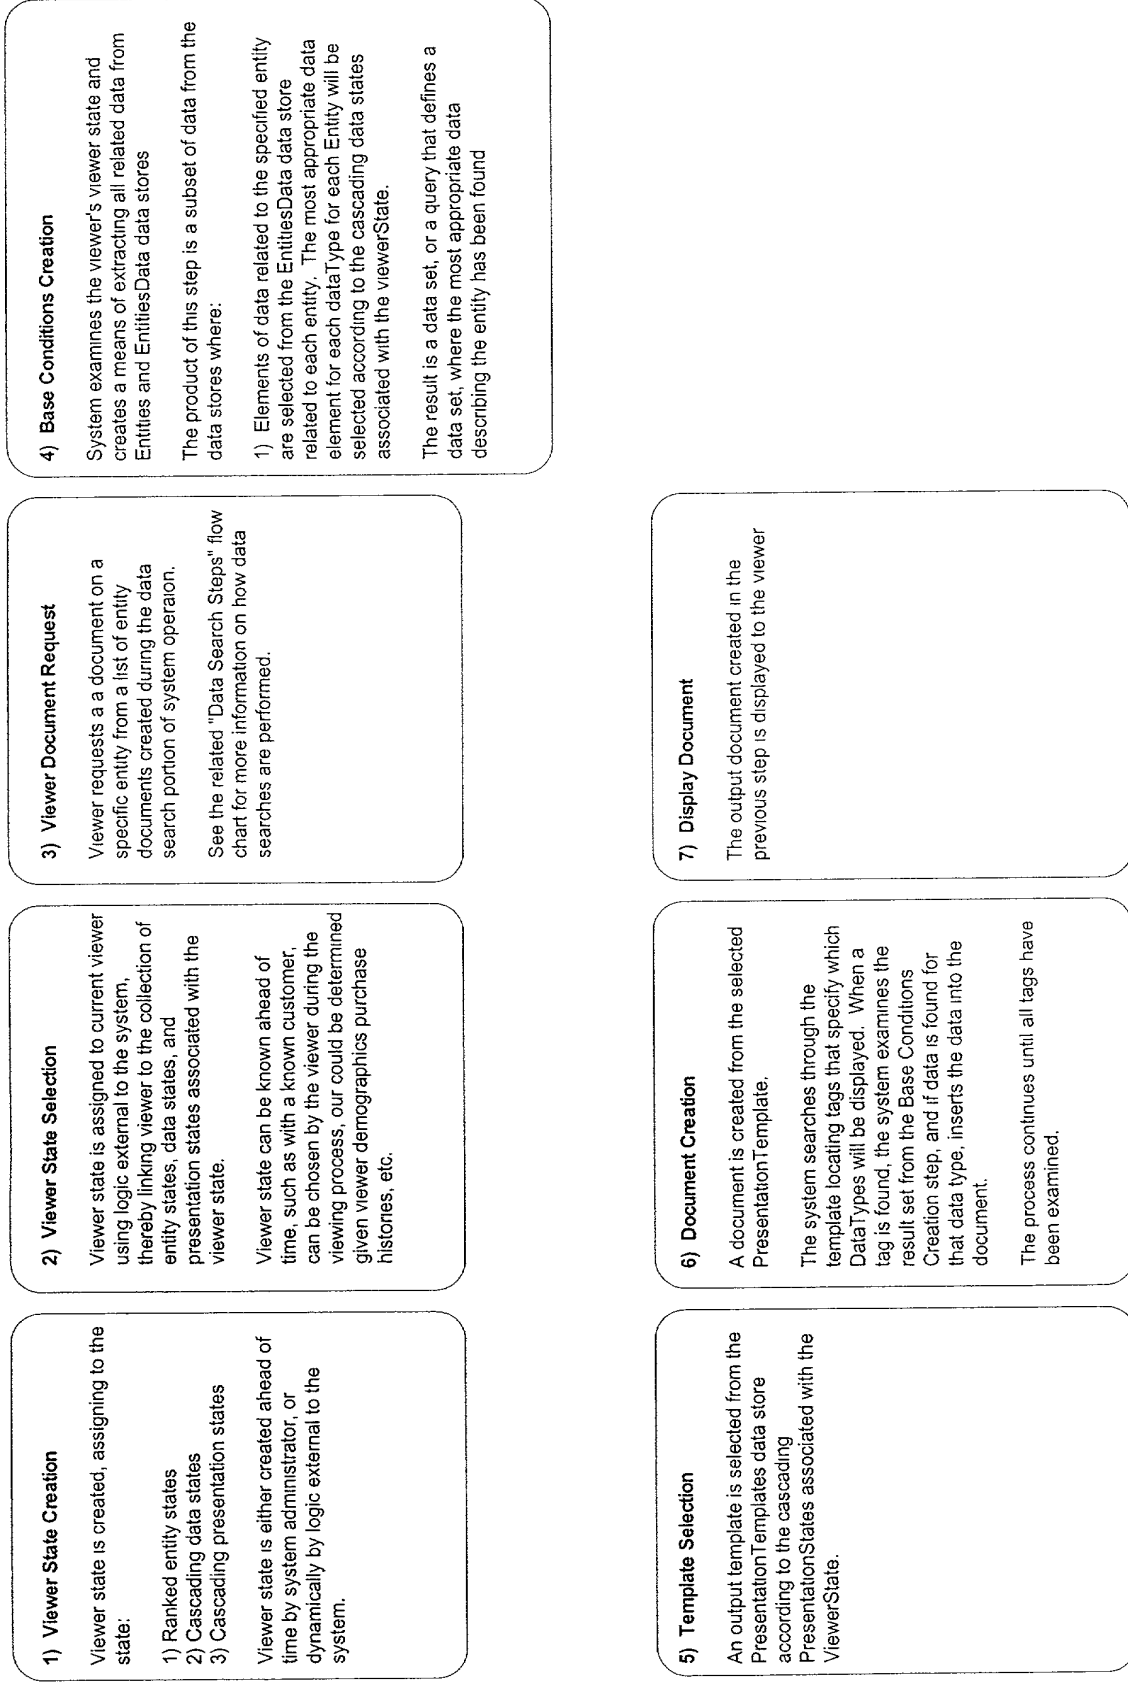 1) Viewer State Creation
Viewer state is created, assigning to the
state:
1) Ranked entity states
2) Cascading data states
3) Cascading presentation states
Viewer state is either created ahead of
time by system administrator, or
dynamically by logic external to the
system.
2) Viewer State Selection
Viewer state is assigned to current viewer
using logic external to the system,
thereby linking viewer to the collection of
entity states, data states, and
presentation states associated with the
viewer state.
Viewer state can be known ahead of
time, such as with a known customer,
can be chosen by the viewer during the
viewing process, our could be determined
given viewer demographics purchase
histories, etc.
3) Viewer Document Request
Viewer requests a a document on a
specific entity from a list of entity
documents created during the data
search portion of system operaion.
See the related "Data Search Steps" flow
chart for more information on how data
searches are performed.
4) Base Conditions Creation
System examines the viewer's viewer state and
creates a means of extracting all related data from
Entities and EntitiesData data stores
The product of this step is a subset of data from the
data stores where:
1) Elements of data related to the specified entity
are selected from the EntitiesData data store
related to each entity. The most appropriate data
element for each dataType for each Entity will be
selected according to the cascading data states
associated with the viewerState.
The result is a data set, or a query that defines a
data set, where the most appropriate data
describing the entity has been found
5) Template Selection
An output template is selected from the
PresentationTemplates data store
according to the cascading
PresentationStates associated with the
ViewerState.
6) Document Creation
A document is created from the selected
PresentationTemplate.
The system searches through the
template locating tags that specify which
DataTypes will be displayed. When a
tag is found, the system examines the
result set from the Base Conditions
Creation step, and if data is found for
that data type, inserts the data into the
document.
The process continues until all tags have
been examined.
7) Display Document
The output document created in the
previous step is displayed to the viewer